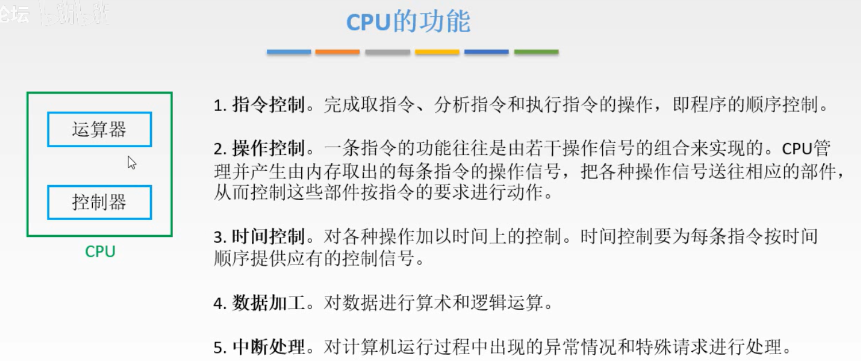 论坛
CPU的功能
运算器
控制器
CPU
1. 指令控制。完成取指令、分析指令和执行指令的操作，即程序的顺序控制。
2. 操作控制。一条指令的功能往往是由若干操作信号的组合来实现的。CPU管
理并产生由内存取出的每条指令的操作信号，把各种操作信号送往相应的部件，
从而控制这些部件按指令的要求进行动作。
3. 时间控制。对各种操作加以时间上的控制。时间控制要为每条指令按时间
顺序提供应有的控制信号。
4. 数据加工。对数据进行算术和逻辑运算。
5. 中断处理。对计算机运行过程中出现的异常情况和特殊请求进行处理。